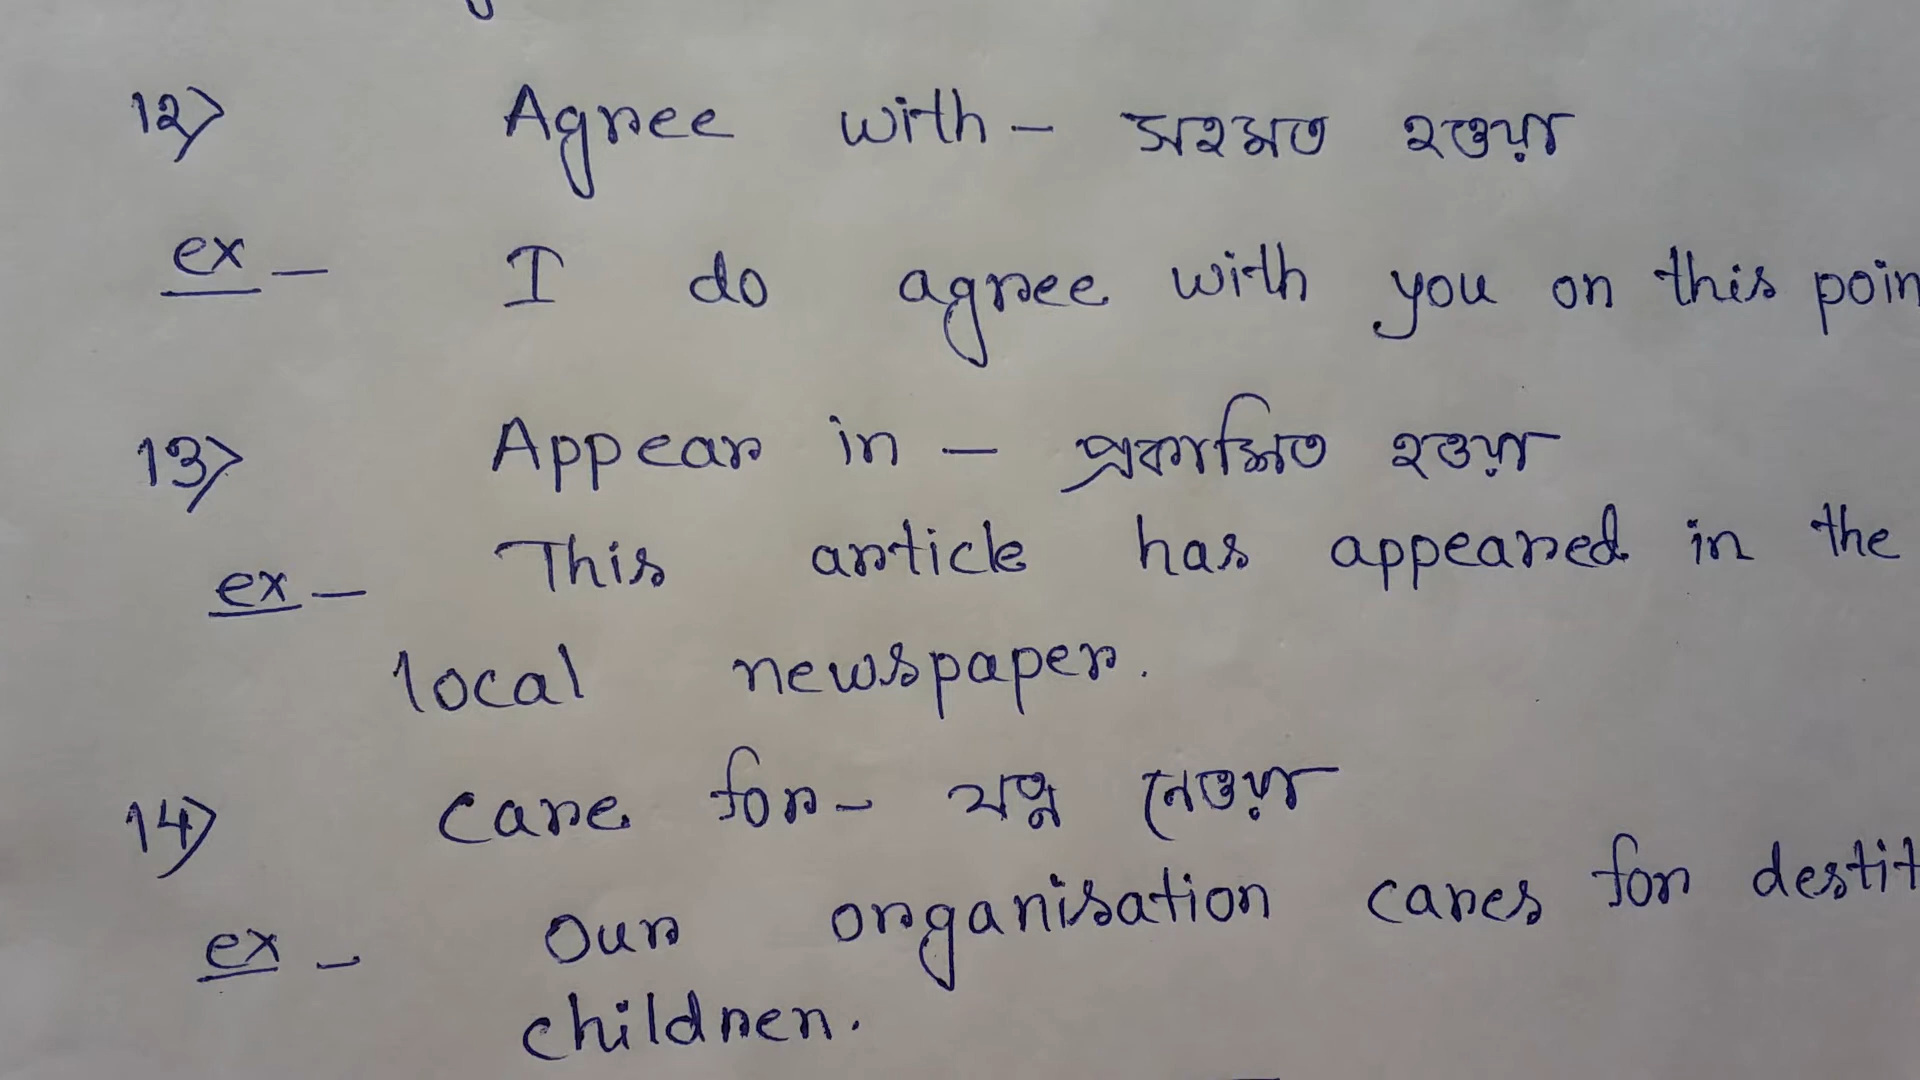 12) Agree with - সহমত হওয়া
ex - I do agree with you on this poin
13) Appear in - প্রকাশিত হওয়া
ex - This article has appeared in the
local newspaper.
14) Care for - যত্ন নেওয়া
ex - Our organisation cares for destit
children.